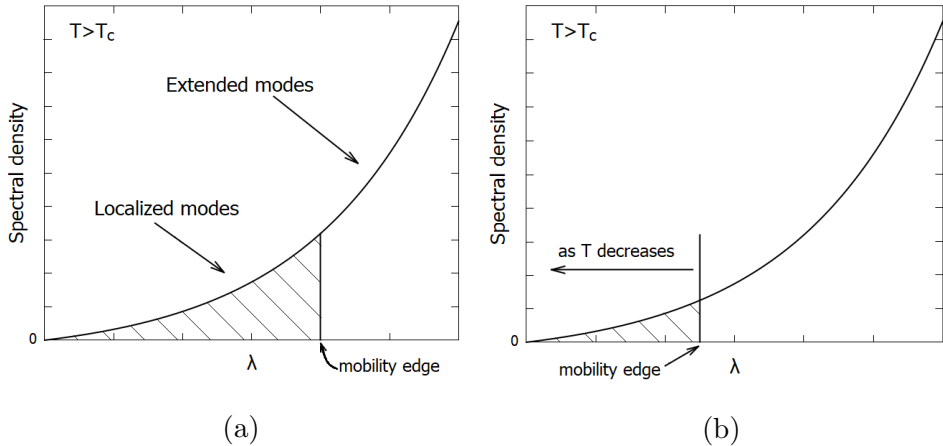 T>Tc
Extended modes
Localized modes
Spectral density
0
λ
mobility edge
(a)
T>Tc
Spectral density
as T decreases
0
mobility edge
λ
(b)